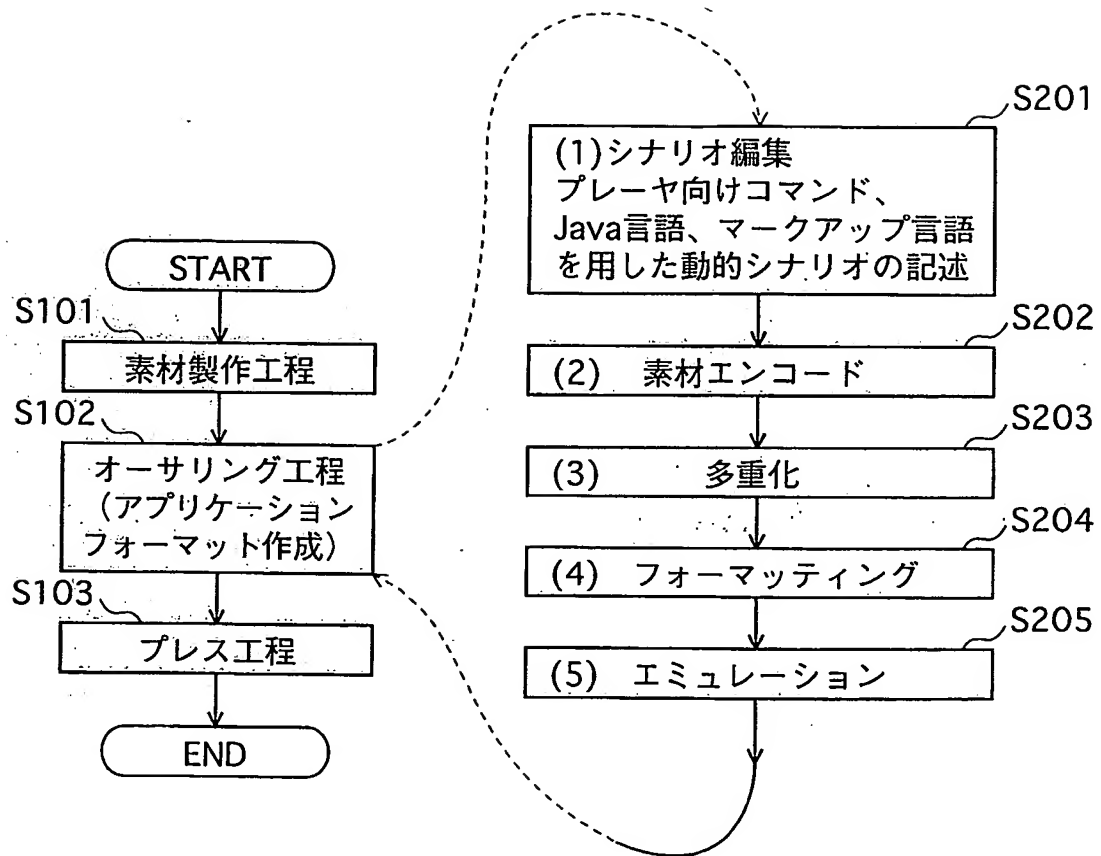 START
S101
素材製作工程
S102
オーサリング工程
（アプリケーション
フォーマット作成）
S103
プレス工程
END
S201
(1)シナリオ編集
プレーヤ向けコマンド、
Java言語、マークアップ言語
を用した動的シナリオの記述
S202
(2) 素材エンコード
S203
(3) 多重化
S204
(4) フォーマッティング
S205
(5) エミュレーション